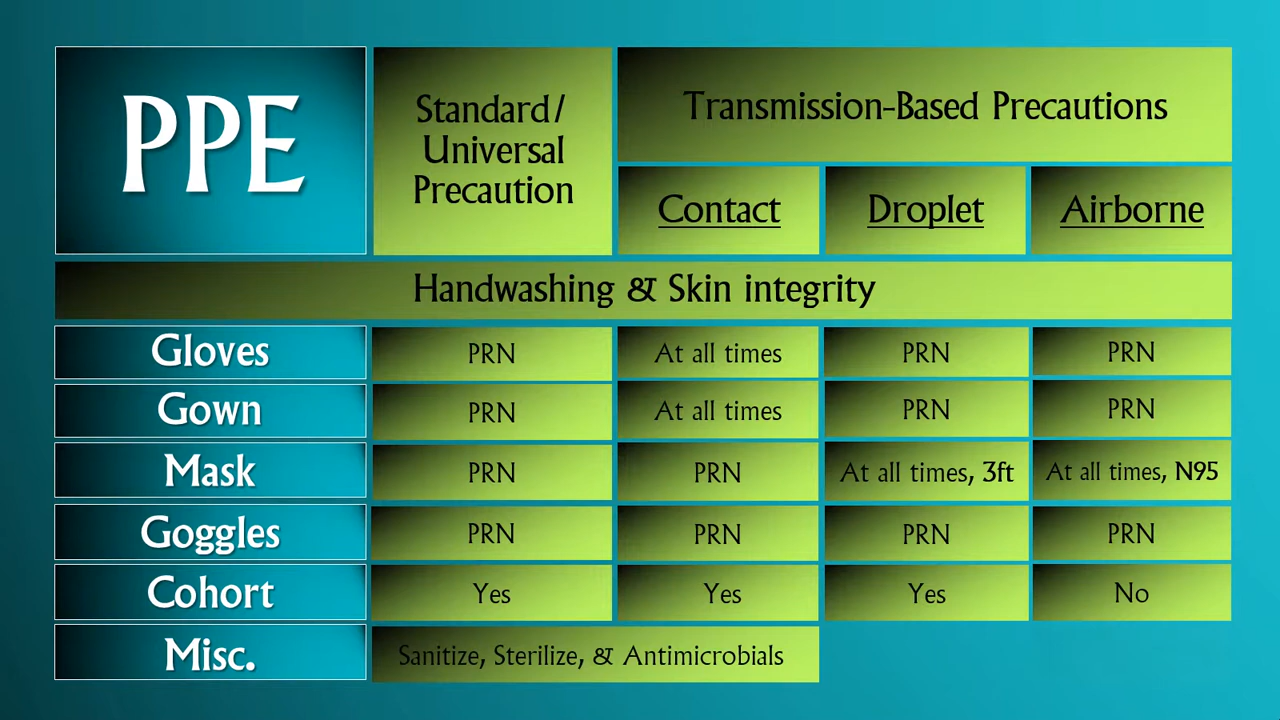 PPE
Standard/
Universal
Precaution
Transmission-Based Precautions
Contact
Droplet
Airborne
Handwashing & Skin integrity
Gloves
PRN
At all times
PRN
PRN
Gown
PRN
At all times
PRN
PRN
Mask
PRN
PRN
At all times, 3ft
At all times, N95
Goggles
PRN
PRN
PRN
PRN
Cohort
Yes
Yes
Yes
No
Misc.
Sanitize, Sterilize, & Antimicrobials